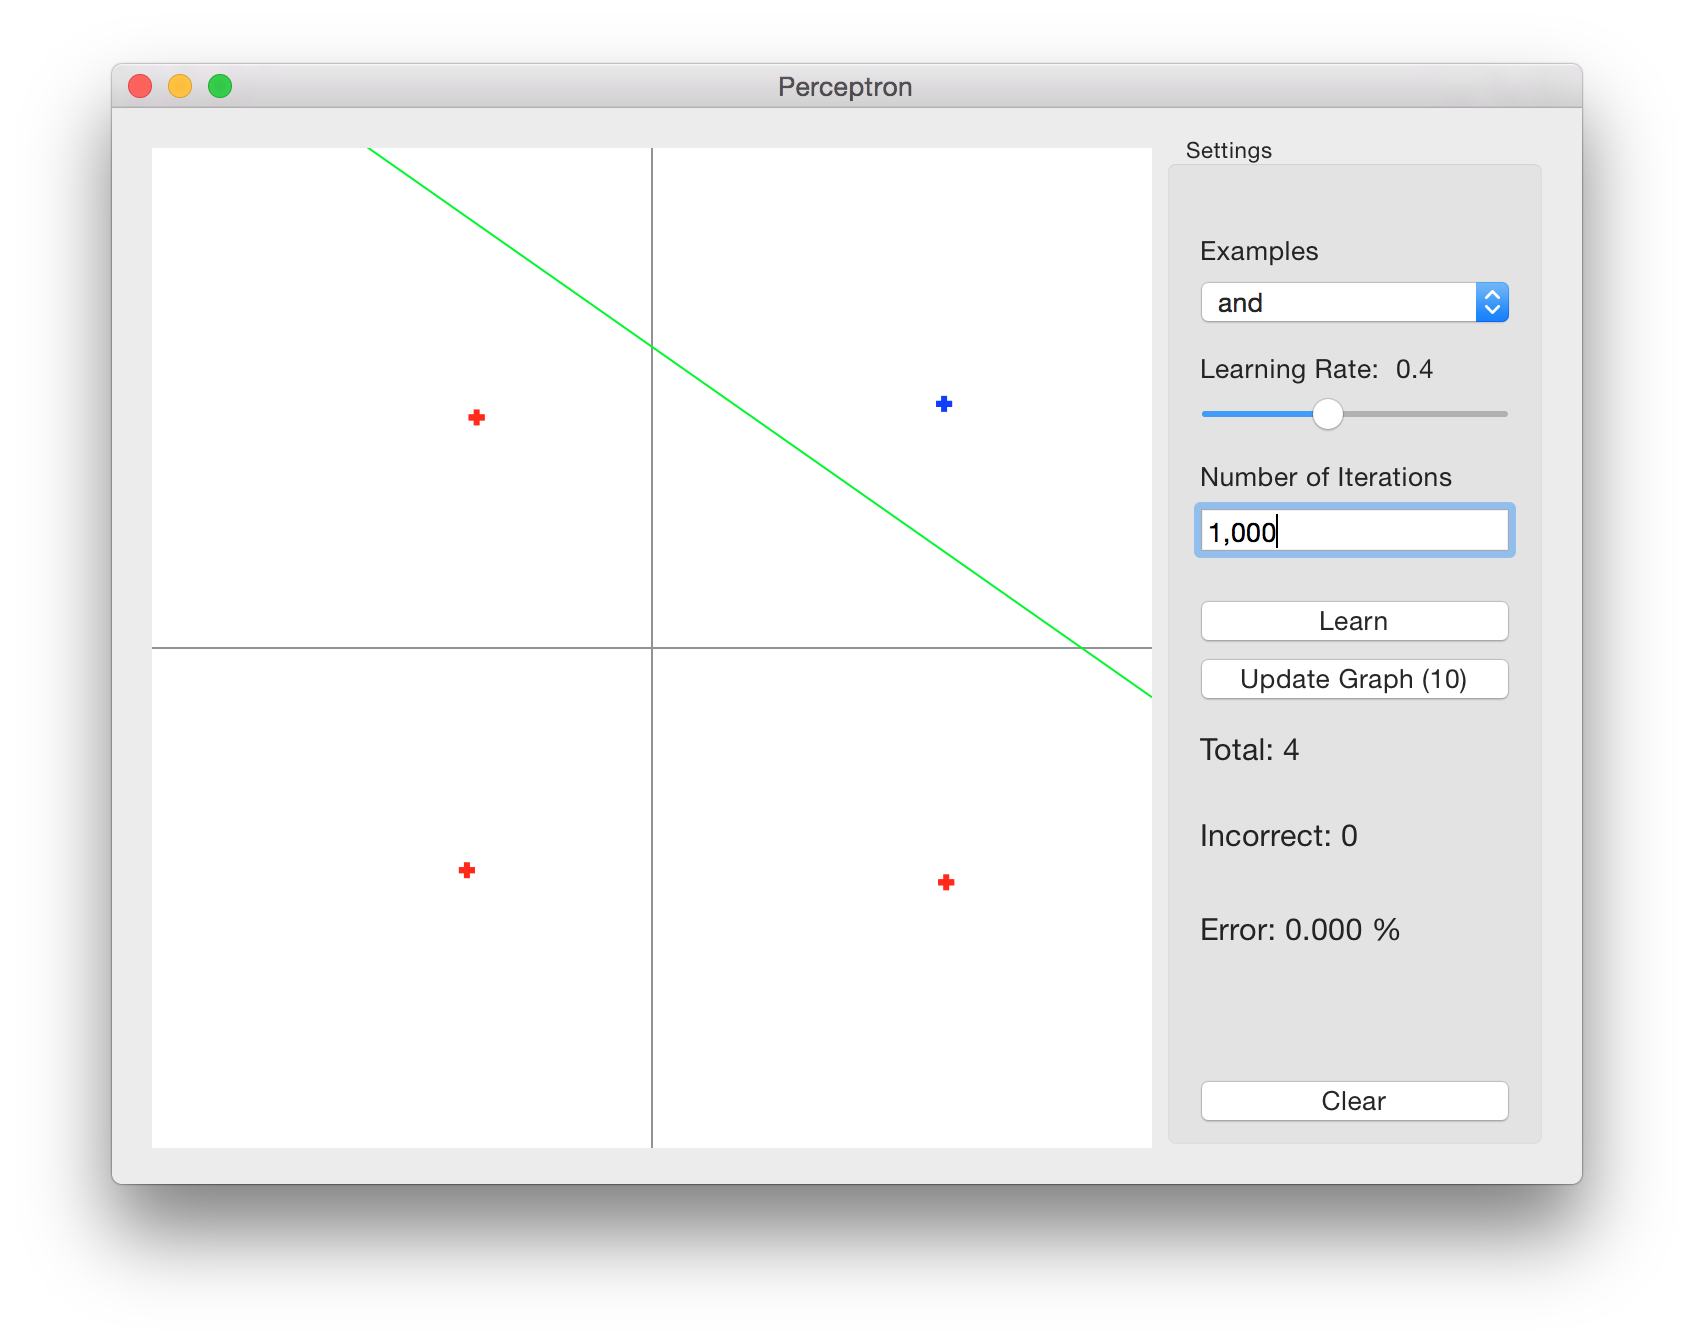 Perceptron
Settings
Examples
and
Learning Rate: 0.4
Number of Iterations
1,000
Learn
Update Graph (10)
Total: 4
Incorrect: 0
Error: 0.000 %
Clear